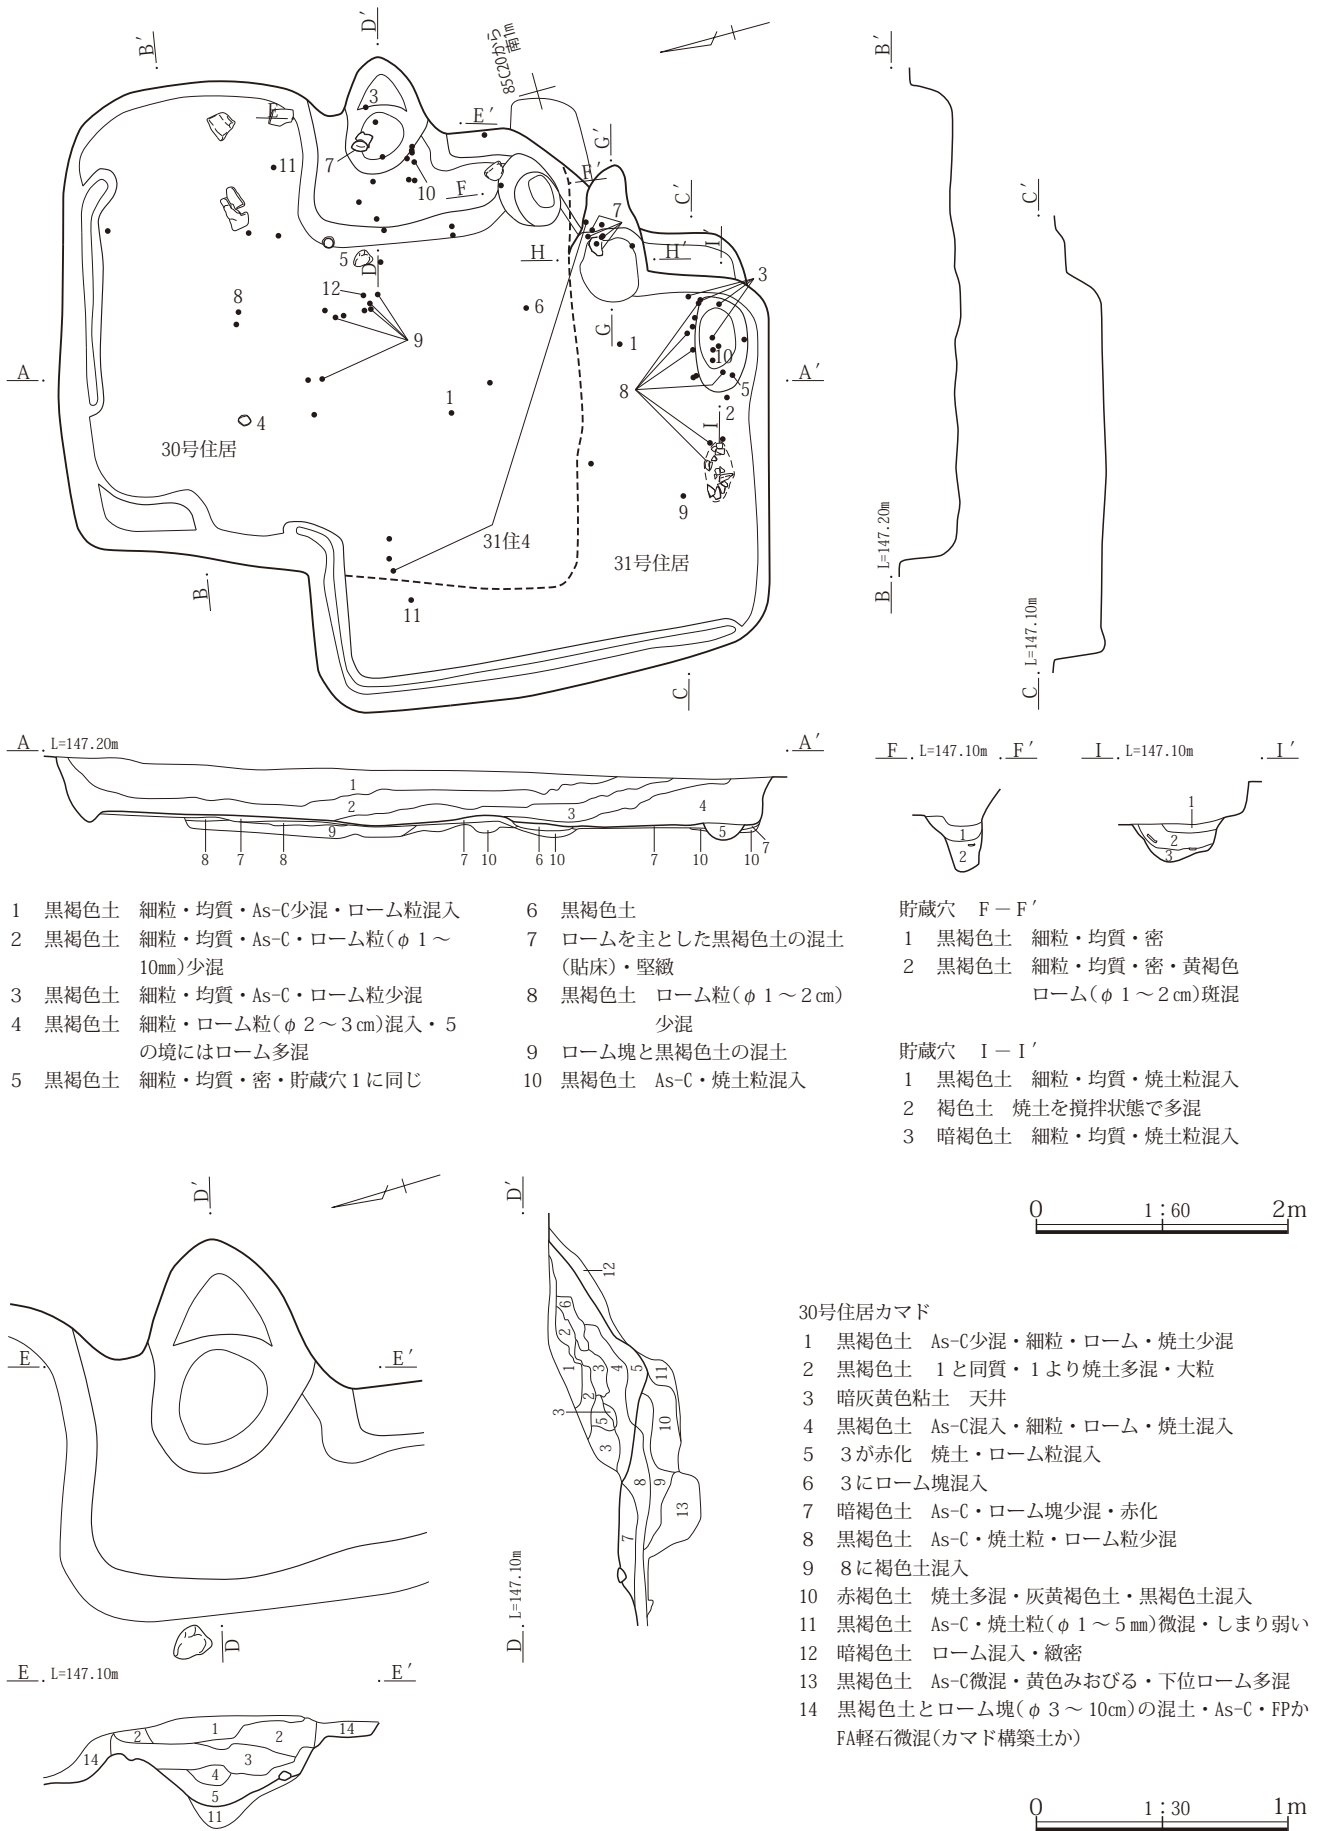 B′
D′
85C20から
南1m
B′
3
E
E′
G′
11
7
10
F
F′
C′
C′
7
H
H′
I′
5
D
3
8
12
6
9
G
1
10
A
A′
8
5
1
2
4
I
30号住居
9
L=147.20m
31住4
31号住居
B
B
11
L=147.10m
C
C
A L=147.20m A′
F L=147.10m F′ I L=147.10m I′
1
2
3
4
9
5
8 7 8 7 10 6 10 7 10 10 7
1
2
1
2
3
1 黒褐色土 細粒・均質・As-C少混・ローム粒混入
2 黒褐色土 細粒・均質・As-C・ローム粒(φ1～
10mm)少混
3 黒褐色土 細粒・均質・As-C・ローム粒少混
4 黒褐色土 細粒・ローム粒(φ2～3㎝)混入・5
の境にはローム多混
5 黒褐色土 細粒・均質・密・貯蔵穴1に同じ
6 黒褐色土
7 ロームを主とした黒褐色土の混土
(貼床)・堅緻
8 黒褐色土 ローム粒(φ1～2㎝)
少混
9 ローム塊と黒褐色土の混土
10 黒褐色土 As-C・焼土粒混入
貯蔵穴 F－F′
1 黒褐色土 細粒・均質・密
2 黒褐色土 細粒・均質・密・黄褐色
ローム(φ1～2㎝)斑混
貯蔵穴 I－I′
1 黒褐色土 細粒・均質・焼土粒混入
2 褐色土 焼土を攪拌状態で多混
3 暗褐色土 細粒・均質・焼土粒混入
0 1：60 2m
D′
E E′
D
E L=147.10m E′
1
2
2
14
14
3
4
5
11
D′
12
6
2
1
3
4
5
11
2
3
5
10
3
8
9
13
7
L=147.10m
D
30号住居カマド
1 黒褐色土 As-C少混・細粒・ローム・焼土少混
2 黒褐色土 1と同質・1より焼土多混・大粒
3 暗灰黄色粘土 天井
4 黒褐色土 As-C混入・細粒・ローム・焼土混入
5 3が赤化 焼土・ローム粒混入
6 3にローム塊混入
7 暗褐色土 As-C・ローム塊少混・赤化
8 黒褐色土 As-C・焼土粒・ローム粒少混
9 8に褐色土混入
10 赤褐色土 焼土多混・灰黄褐色土・黒褐色土混入
11 黒褐色土 As-C・焼土粒(φ1～5㎜)微混・しまり弱い
12 暗褐色土 ローム混入・緻密
13 黒褐色土 As-C微混・黄色みおびる・下位ローム多混
14 黒褐色土とローム塊(φ3～10㎝)の混土・As-C・FPか
FA軽石微混(カマド構築土か)
0 1：30 1m